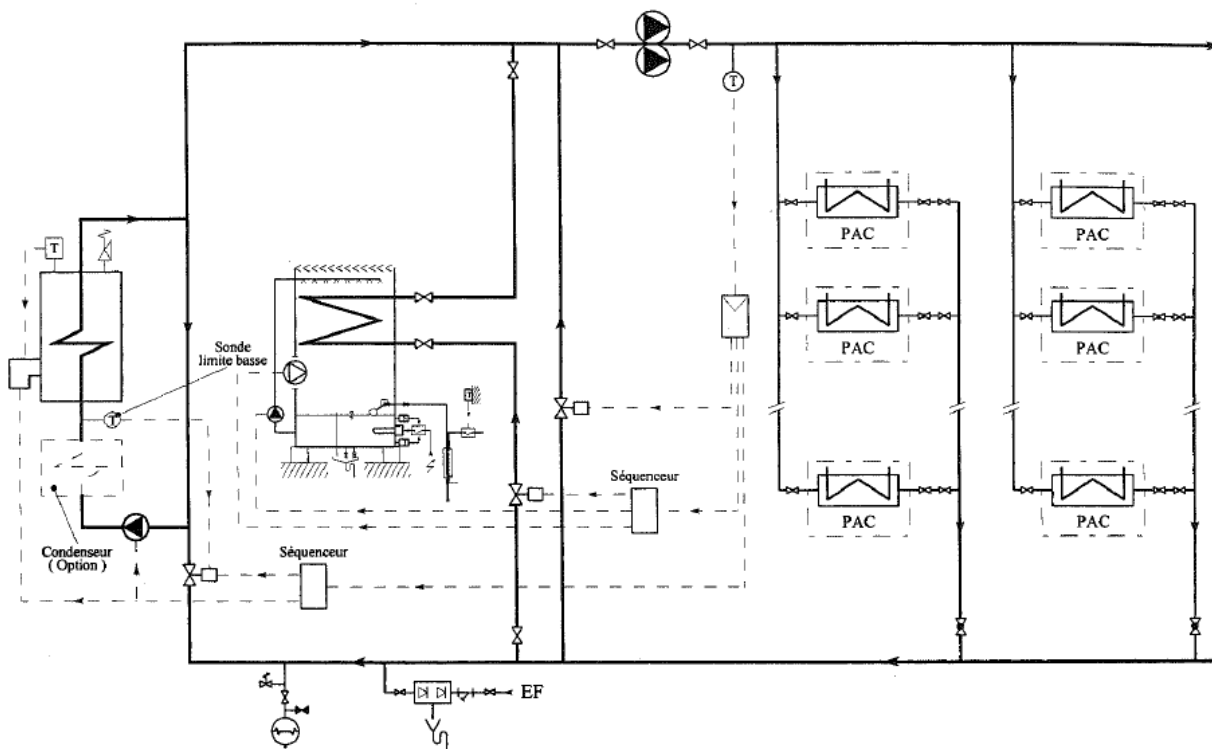 T
PAC
PAC
T
Sonde
limite basse
PAC
PAC
T
T
Séquenceur
PAC
PAC
Condenseur
( Option )
Séquenceur
EF